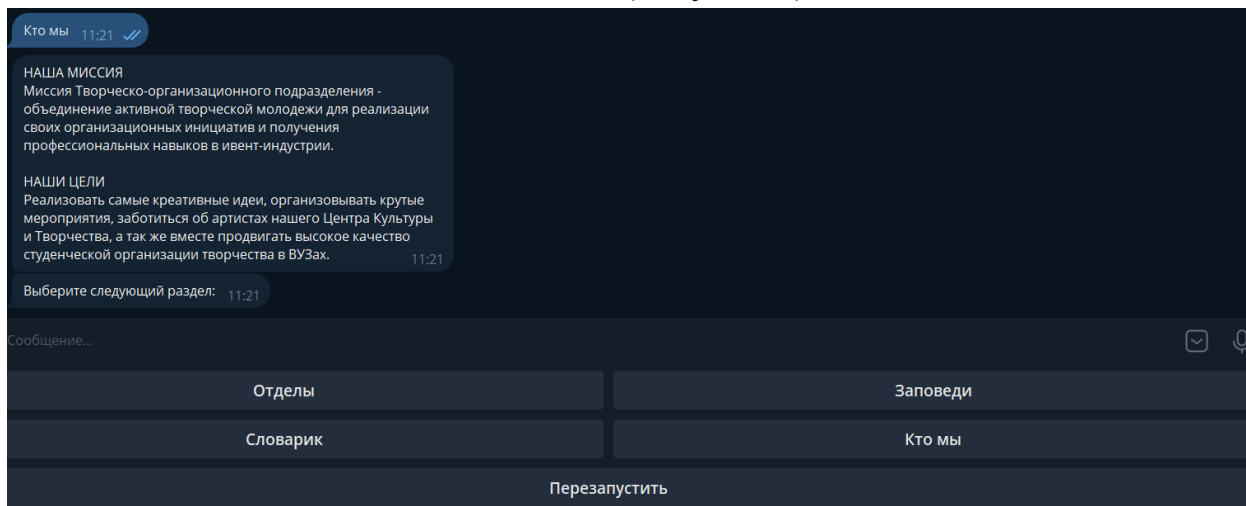 Кто мы 11:21
НАША МИССИЯ
Миссия Творческо-организационного подразделения -
объединение активной творческой молодежи для реализации
своих организационных инициатив и получения
профессиональных навыков в ивент-индустрии.
НАШИ ЦЕЛИ
Реализовать самые креативные идеи, организовывать крутые
мероприятия, заботиться об артистах нашего Центра Культуры
и Творчества, а так же вместе продвигать высокое качество
студенческой организации творчества в ВУЗах. 11:21
Выберите следующий раздел: 11:21
Сообщение...
Отделы Заповеди
Словарик Кто мы
Перезапустить